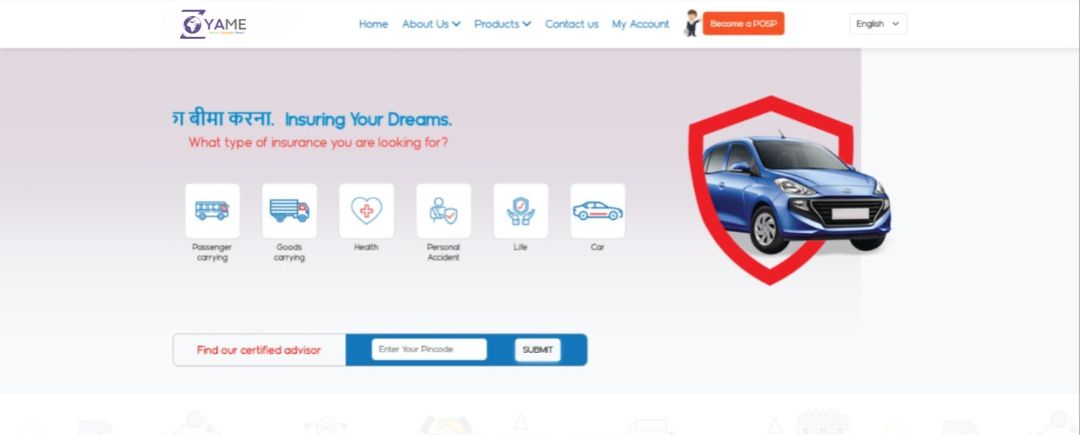 YAME
Home About Us Products Contact us My Account Become a POSP English
का बीमा करना. Insuring Your Dreams.
What type of insurance you are looking for?
Passenger carrying
Goods carrying
Health
Personal Accident
Life
Car
Find our certified advisor Enter Your Pincode SUBMIT